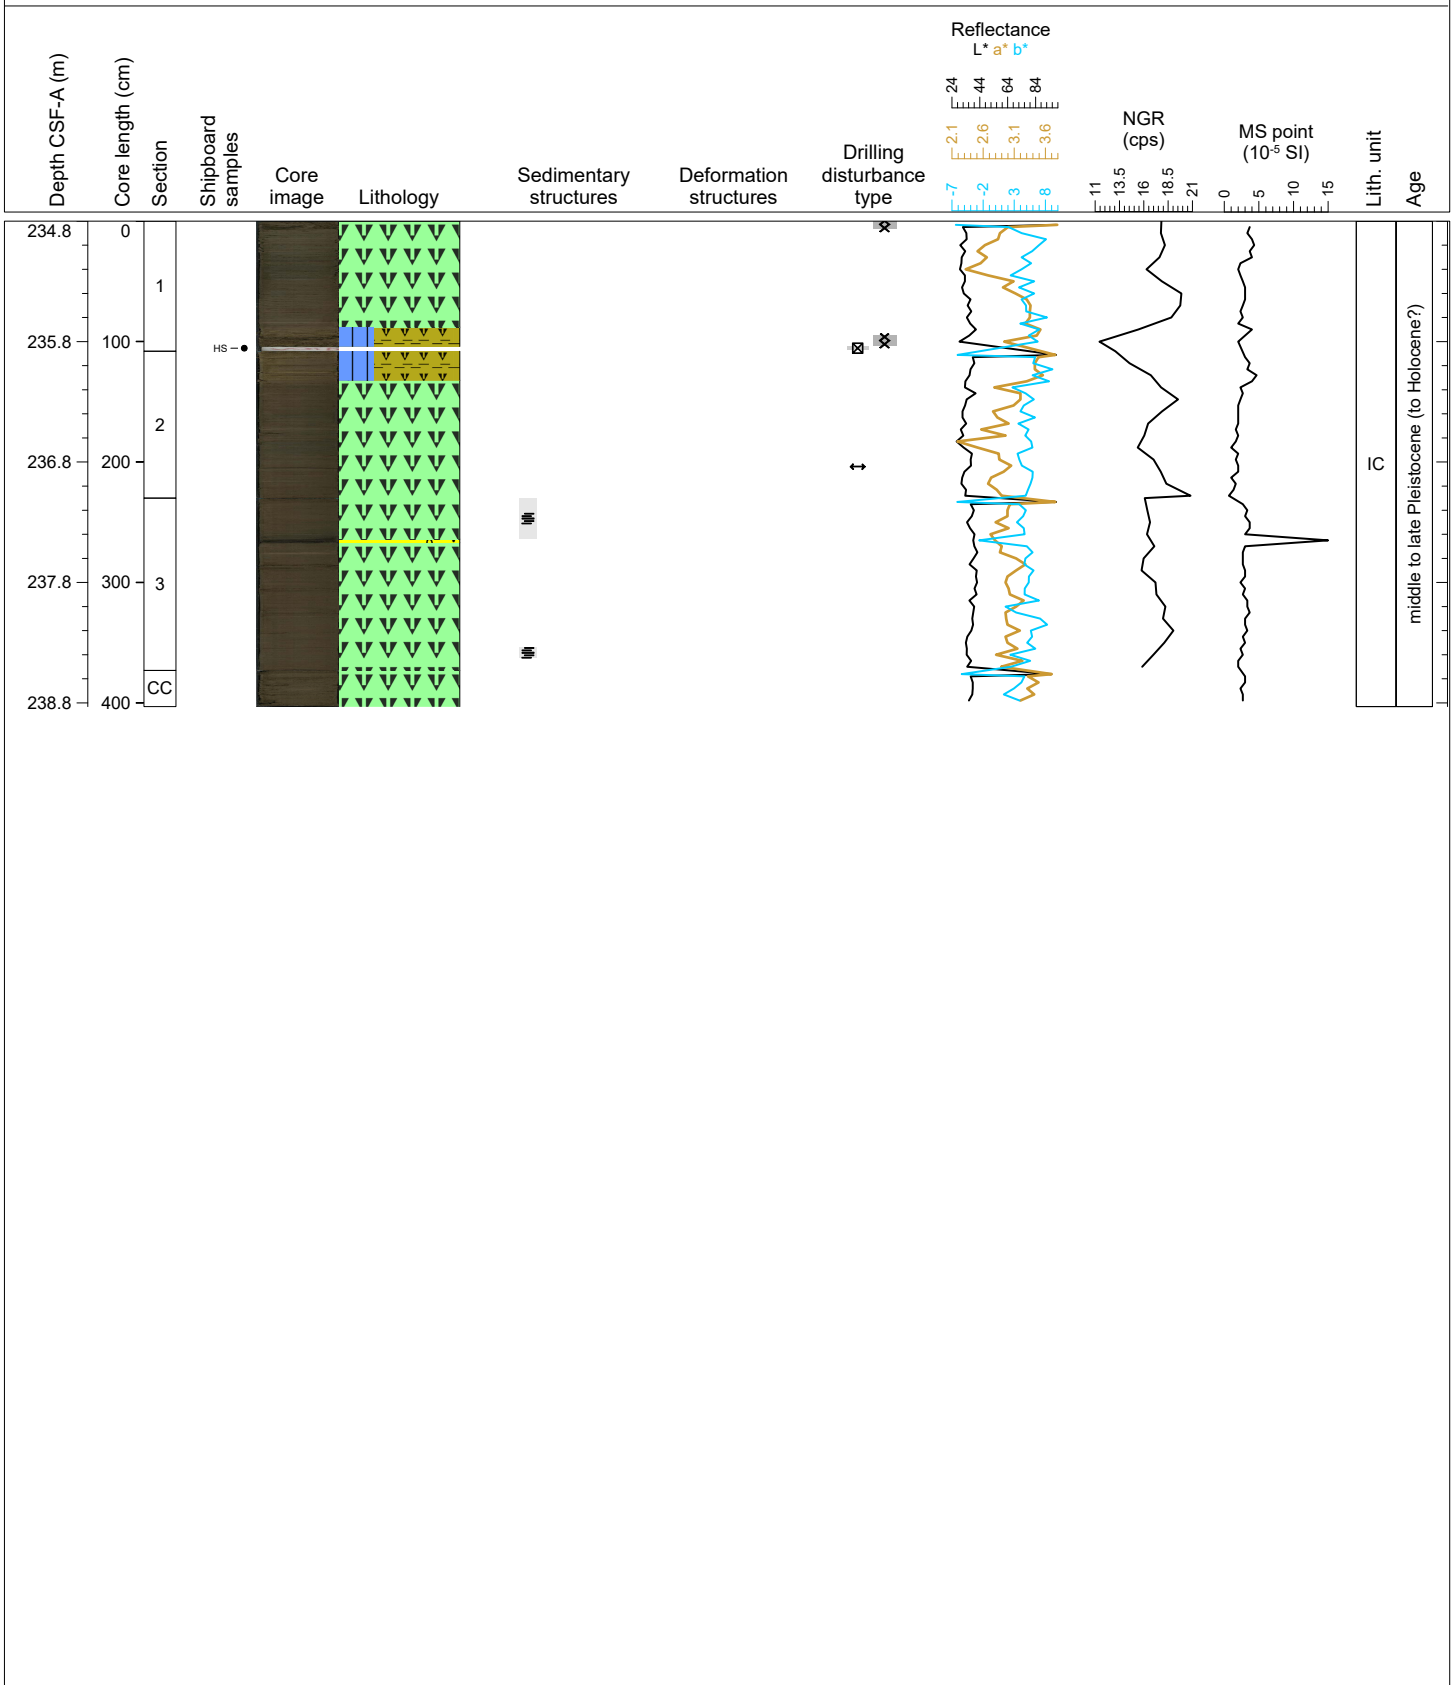 Reflectance
L* a* b*
24 44 64 84
2.1 2.6 3.1 3.6
-7 -2 3 8
Depth CSF-A (m)
Core length (cm)
Section
Shipboard
samples
Core
image
Lithology
Sedimentary
structures
Deformation
structures
Drilling
disturbance
type
NGR
(cps)
11 13.5 16 18.5 21
MS point
(10-5 SI)
0 5 10 15
Lith. unit
Age
234.8 0
1
235.8 100
HS
2
236.8 200
IC
middle to late Pleistocene (to Holocene?)
237.8 300
3
CC
238.8 400